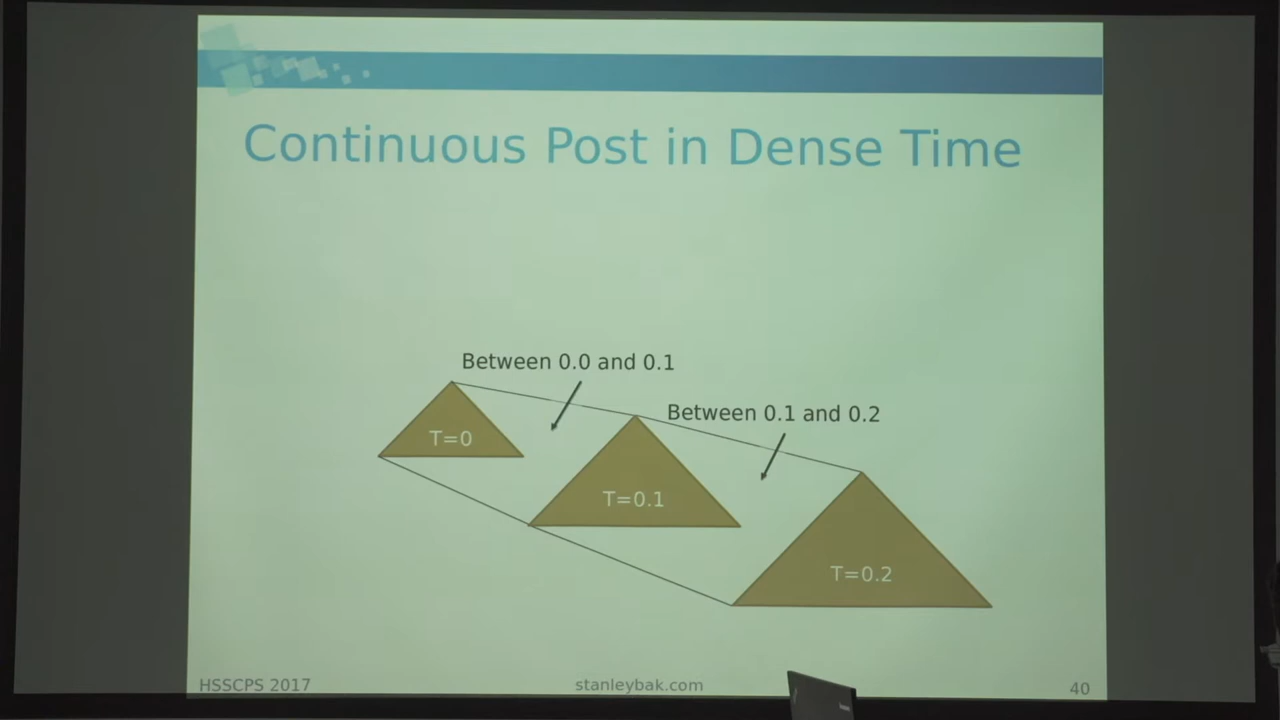 Continuous Post in Dense Time
Between 0.0 and 0.1
Between 0.1 and 0.2
T=0
T=0.1
T=0.2
HSSCPS 2017
stanleybak.com
40